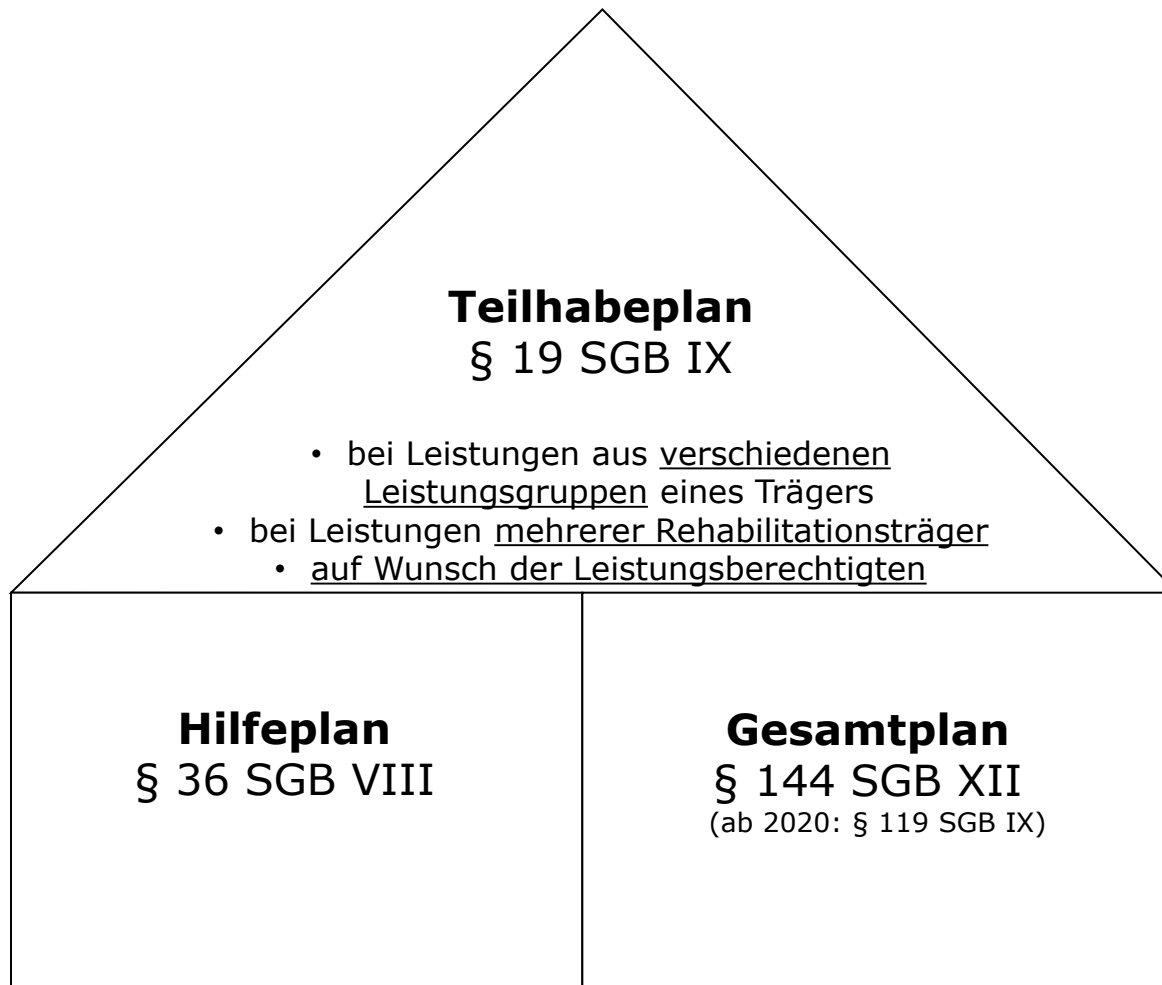 Teilhabeplan
§ 19 SGB IX
• bei Leistungen aus verschiedenen
Leistungsgruppen eines Trägers
• bei Leistungen mehrerer Rehabilitationsträger
• auf Wunsch der Leistungsberechtigten
Hilfeplan
§ 36 SGB VIII
Gesamtplan
§ 144 SGB XII
(ab 2020: § 119 SGB IX)